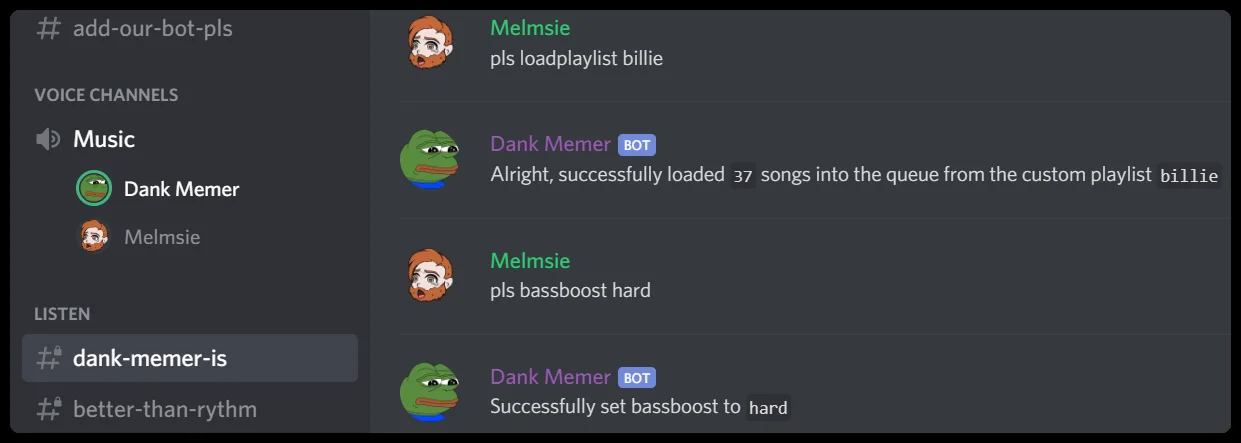 add-our-bot-pls
VOICE CHANNELS
Music
Dank Memer
Melmsie
LISTEN
dank-memer-is
better-than-rythm
Melmsie
pls loadplaylist billie
Dank Memer BOT
Alright, successfully loaded 37 songs into the queue from the custom playlist billie
Melmsie
pls bassboost hard
Dank Memer BOT
Successfully set bassboost to hard